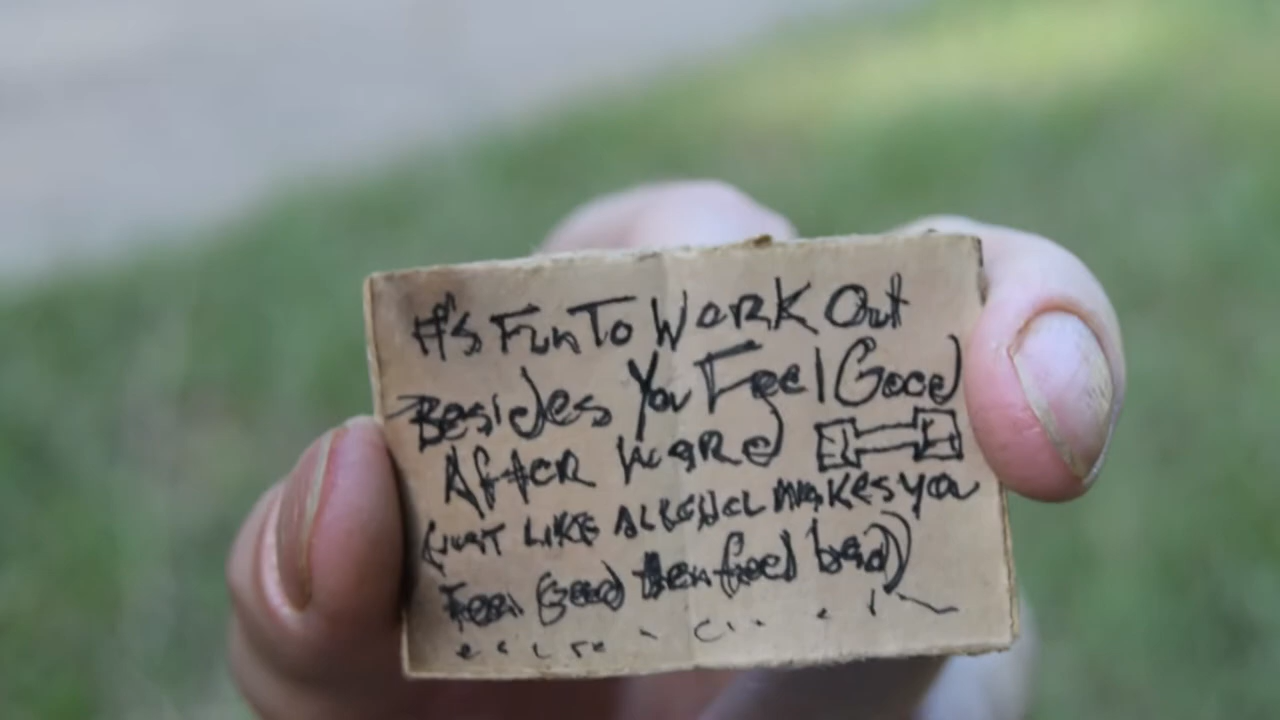 It's Fun To Work Out
Besides You Feel Good
After ward
(Just Like Alkehol makes you
Feel Good then feel bad)